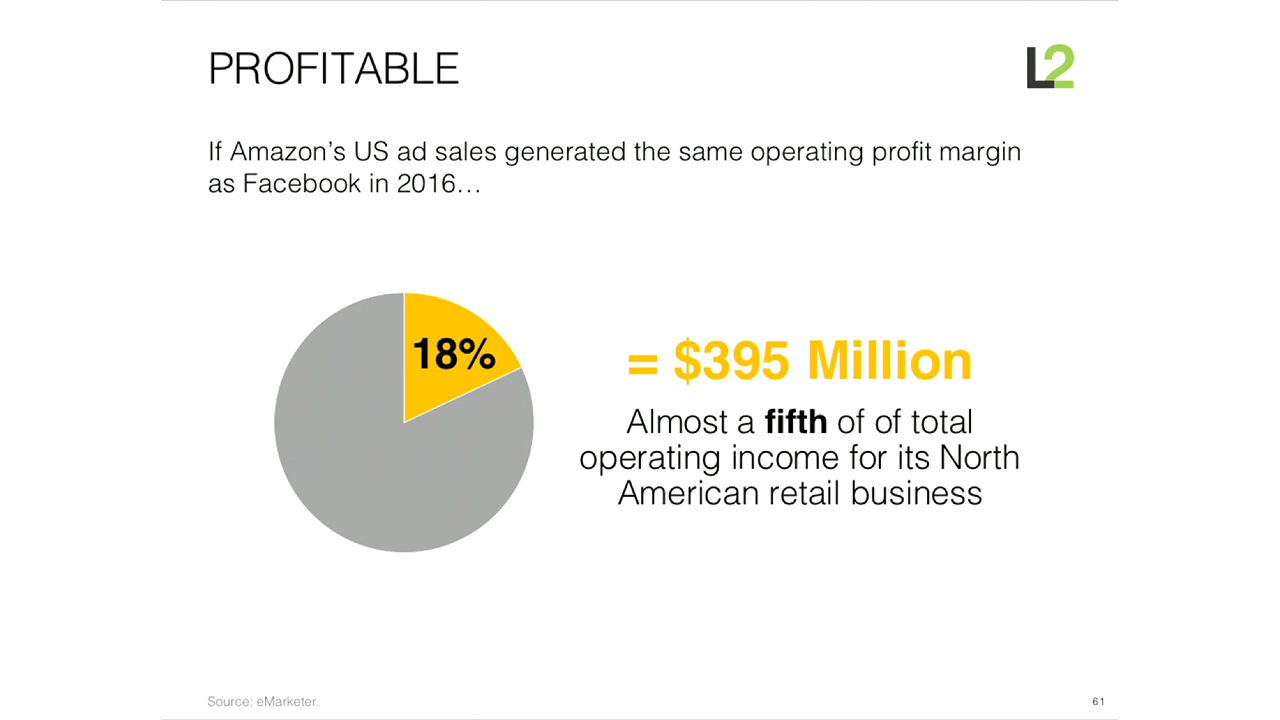 PROFITABLE
L2
If Amazon’s US ad sales generated the same operating profit margin
as Facebook in 2016…
18%
= $395 Million
Almost a fifth of of total
operating income for its North
American retail business
Source: eMarketer.
61